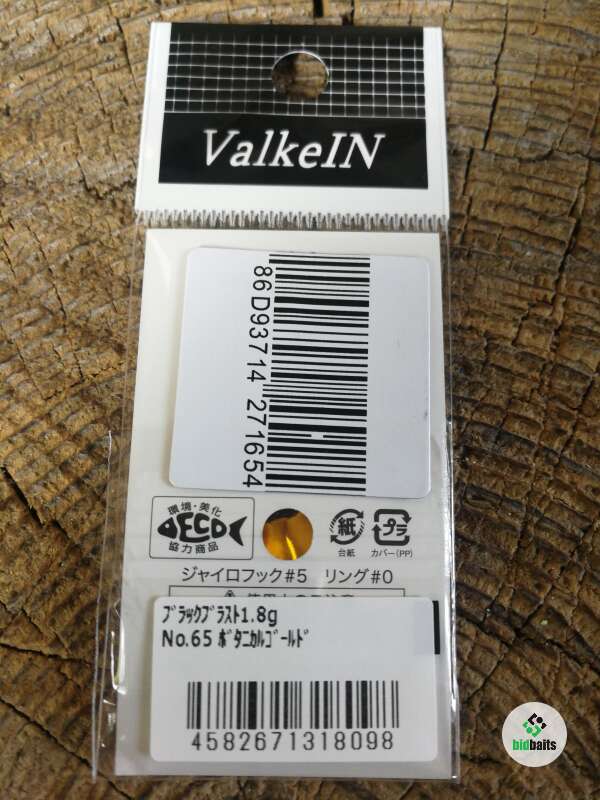 ValkeIN
86D93714 271654
環境・美化
ECO
協力商品
紙
台紙
プラ
カバー(PP)
ジャイロフック#5 リング#0
ﾌﾞﾗｯｸﾌﾞﾗｽﾄ1.8g
No.65 ﾎﾞﾀﾆｶﾙｺﾞｰﾙﾄﾞ
4582671318098
bidbaits